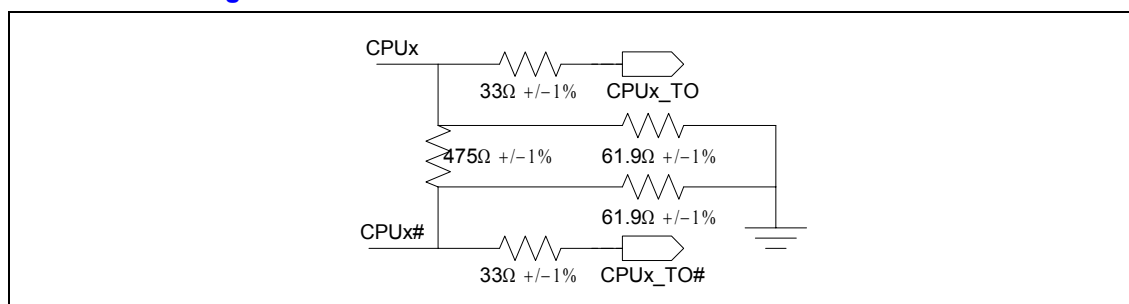 CPUx
33Ω +/−1%
CPUx_TO
475Ω +/−1%
61.9Ω +/−1%
61.9Ω +/−1%
CPUx#
33Ω +/−1%
CPUx_TO#